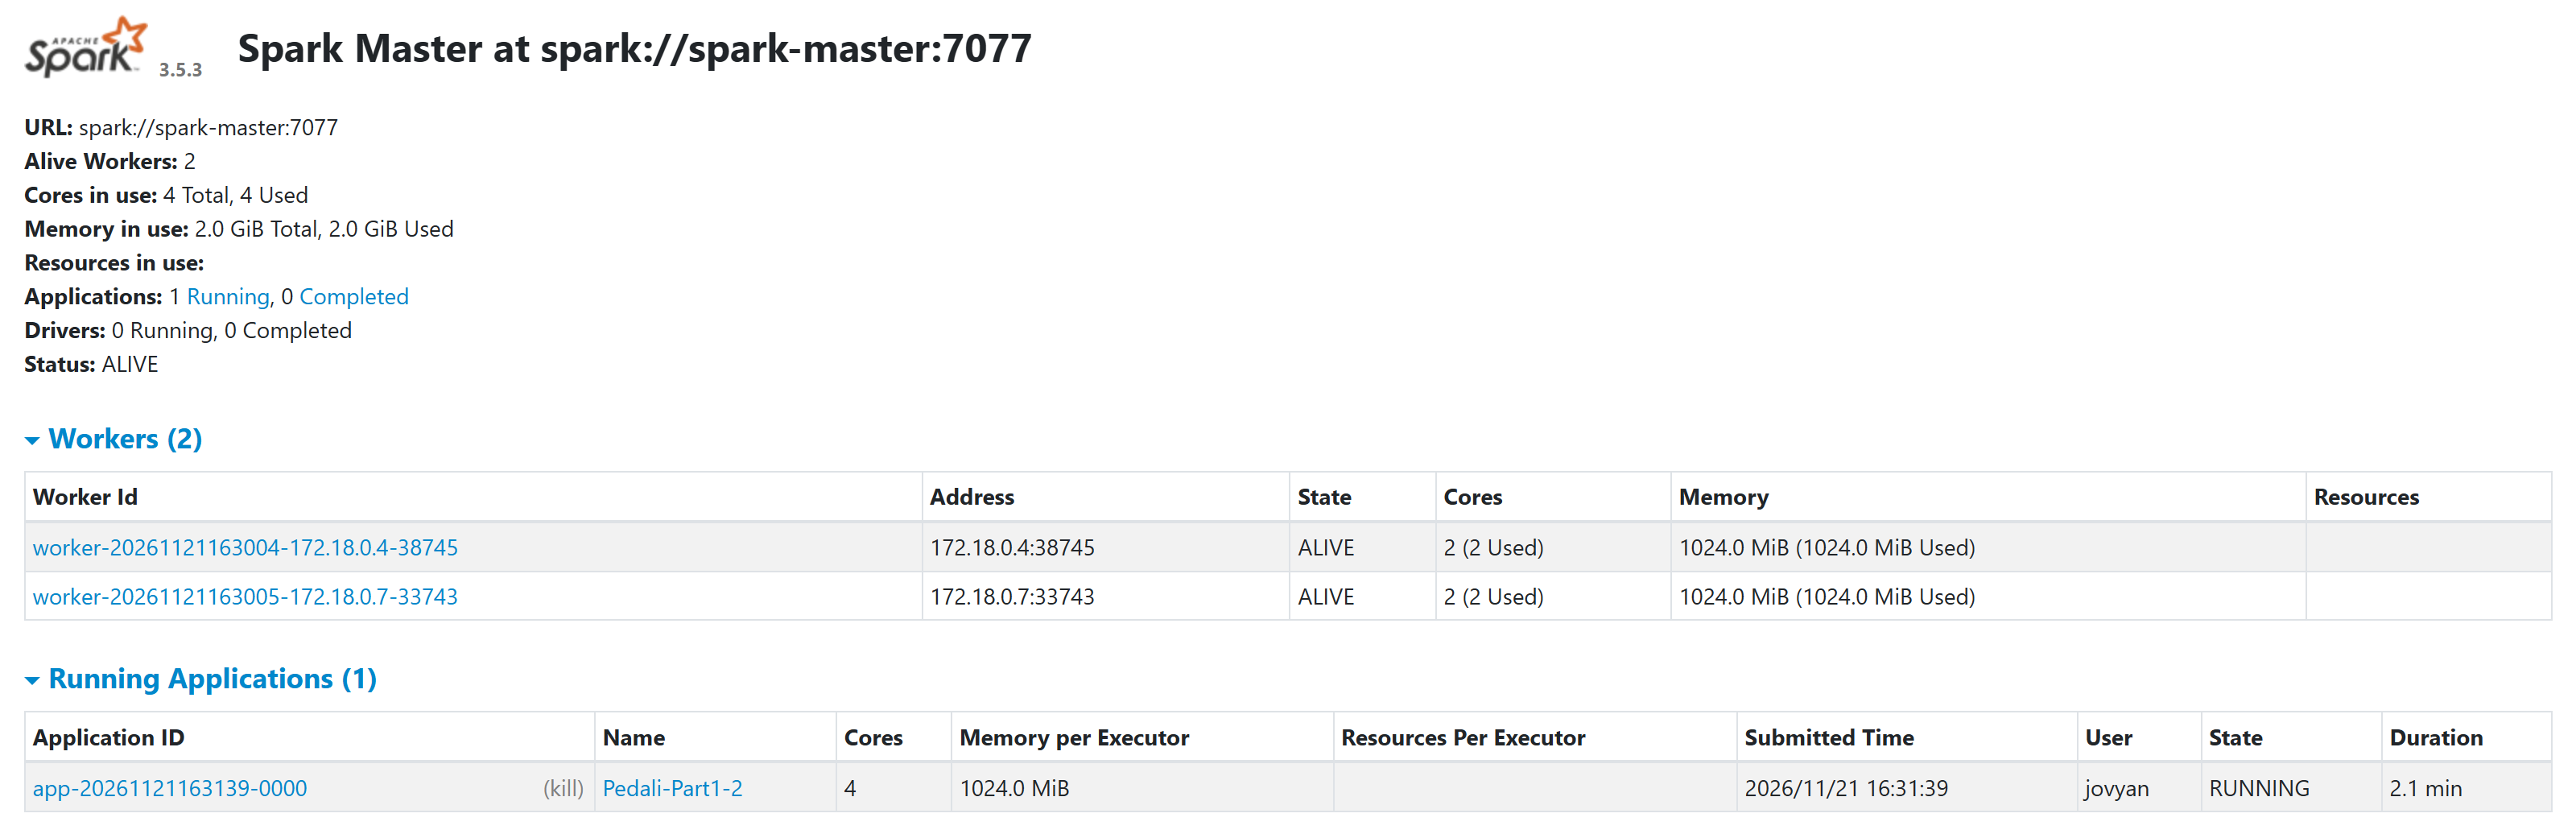 APACHE
Spark™ 3.5.3 Spark Master at spark://spark-master:7077
URL: spark://spark-master:7077
Alive Workers: 2
Cores in use: 4 Total, 4 Used
Memory in use: 2.0 GiB Total, 2.0 GiB Used
Resources in use:
Applications: 1 Running, 0 Completed
Drivers: 0 Running, 0 Completed
Status: ALIVE
Workers (2)
Worker Id Address State Cores Memory Resources
worker-20261121163004-172.18.0.4-38745 172.18.0.4:38745 ALIVE 2 (2 Used) 1024.0 MiB (1024.0 MiB Used)
worker-20261121163005-172.18.0.7-33743 172.18.0.7:33743 ALIVE 2 (2 Used) 1024.0 MiB (1024.0 MiB Used)
Running Applications (1)
Application ID Name Cores Memory per Executor Resources Per Executor Submitted Time User State Duration
app-20261121163139-0000 (kill) Pedali-Part1-2 4 1024.0 MiB 2026/11/21 16:31:39 jovyan RUNNING 2.1 min